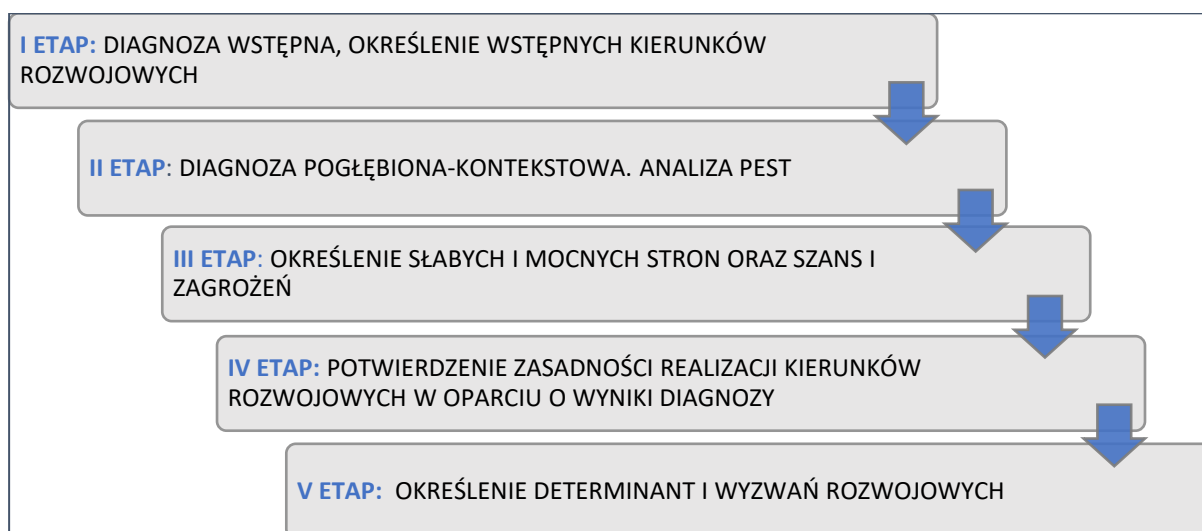 I ETAP: DIAGNOZA WSTĘPNA, OKREŚLENIE WSTĘPNYCH KIERUNKÓW
ROZWOJOWYCH
II ETAP: DIAGNOZA POGŁĘBIONA-KONTEKSTOWA. ANALIZA PEST
III ETAP: OKREŚLENIE SŁABYCH I MOCNYCH STRON ORAZ SZANS I
ZAGROŻEŃ
IV ETAP: POTWIERDZENIE ZASADNOŚCI REALIZACJI KIERUNKÓW
ROZWOJOWYCH W OPARCIU O WYNIKI DIAGNOZY
V ETAP: OKREŚLENIE DETERMINANT I WYZWAŃ ROZWOJOWYCH